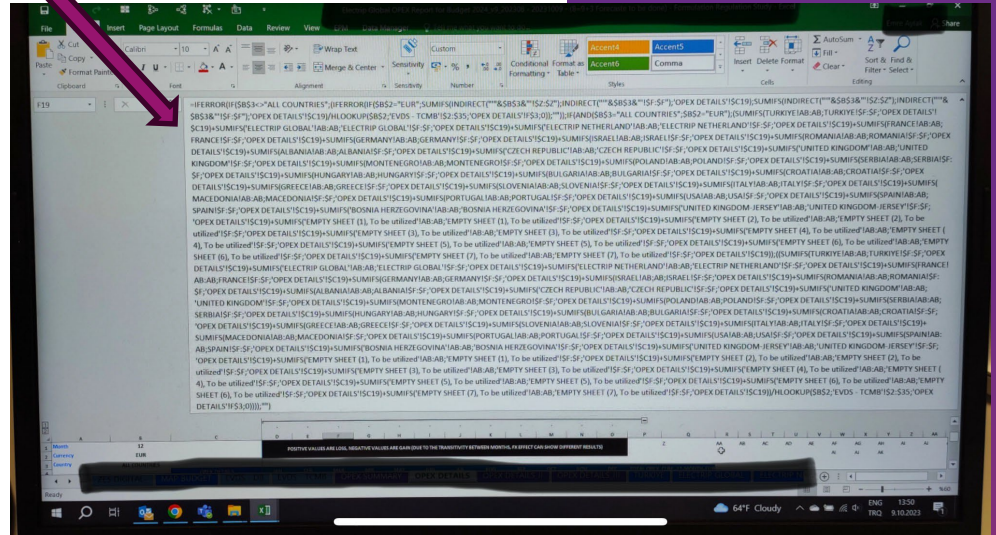 File Insert Page Layout Formulas Data Review View Share
Cut Calibri 10 Wrap Text Custom Accent4 Accent5 AutoSum
Copy Fill
Paste Format Painter Merge & Center Sensitivity Conditional Format as Accent6 Comma Insert Delete Format Clear Sort & Find &
Formatting Table Filter Select
Clipboard Font Alignment Sensitivity Number Styles Cells Editing
F19 =IFERROR(IF($B$3<>"ALL COUNTRIES";(IFERROR(IF($B$2="EUR";SUMIFS(INDIRECT("'"&$B$3&"'!$Z:$Z");INDIRECT("'"&
$B$3&"'!$F:$F");'OPEX DETAILS'!$C19)/HLOOKUP($B$2;'EVDS - TCMB'!$2:$35;'OPEX DETAILS'!F$3;0));""));IF(AND($B$3="ALL COUNTRIES";$B$2="EUR");(SUMIFS(TURKIYE!AB:AB;TURKIYE!$F:$F;'OPEX DETAILS'!
$C19)+SUMIFS('ELECTRIP GLOBAL'!AB:AB;'ELECTRIP GLOBAL'!$F:$F;'OPEX DETAILS'!$C19)+SUMIFS('ELECTRIP NETHERLAND'!AB:AB;'ELECTRIP NETHERLAND'!$F:$F;'OPEX DETAILS'!$C19)+SUMIFS(FRANCE!AB:AB;
FRANCE!$F:$F;'OPEX DETAILS'!$C19)+SUMIFS(GERMANY!AB:AB;GERMANY!$F:$F;'OPEX DETAILS'!$C19)+SUMIFS(ISRAEL!AB:AB;ISRAEL!$F:$F;'OPEX DETAILS'!$C19)+SUMIFS(ROMANIA!AB:AB;ROMANIA!$F:$F;'OPEX
DETAILS'!$C19)+SUMIFS(ALBANIA!AB:AB;ALBANIA!$F:$F;'OPEX DETAILS'!$C19)+SUMIFS('CZECH REPUBLIC'!AB:AB;'CZECH REPUBLIC'!$F:$F;'OPEX DETAILS'!$C19)+SUMIFS('UNITED KINGDOM'!AB:AB;'UNITED
KINGDOM'!$F:$F;'OPEX DETAILS'!$C19)+SUMIFS(MONTENEGRO!AB:AB;MONTENEGRO!$F:$F;'OPEX DETAILS'!$C19)+SUMIFS(POLAND!AB:AB;POLAND!$F:$F;'OPEX DETAILS'!$C19)+SUMIFS(SERBIA!AB:AB;SERBIA!$F:
$F;'OPEX DETAILS'!$C19)+SUMIFS(HUNGARY!AB:AB;HUNGARY!$F:$F;'OPEX DETAILS'!$C19)+SUMIFS(BULGARIA!AB:AB;BULGARIA!$F:$F;'OPEX DETAILS'!$C19)+SUMIFS(CROATIA!AB:AB;CROATIA!$F:$F;'OPEX
DETAILS'!$C19)+SUMIFS(GREECE!AB:AB;GREECE!$F:$F;'OPEX DETAILS'!$C19)+SUMIFS(SLOVENIA!AB:AB;SLOVENIA!$F:$F;'OPEX DETAILS'!$C19)+SUMIFS(ITALY!AB:AB;ITALY!$F:$F;'OPEX DETAILS'!$C19)+SUMIFS(
MACEDONIA!AB:AB;MACEDONIA!$F:$F;'OPEX DETAILS'!$C19)+SUMIFS(PORTUGAL!AB:AB;PORTUGAL!$F:$F;'OPEX DETAILS'!$C19)+SUMIFS(USA!AB:AB;USA!$F:$F;'OPEX DETAILS'!$C19)+SUMIFS(SPAIN!AB:AB;
SPAIN!$F:$F;'OPEX DETAILS'!$C19)+SUMIFS('BOSNIA HERZEGOVINA'!AB:AB;'BOSNIA HERZEGOVINA'!$F:$F;'OPEX DETAILS'!$C19)+SUMIFS('UNITED KINGDOM-JERSEY'!AB:AB;'UNITED KINGDOM-JERSEY'!$F:$F;
'OPEX DETAILS'!$C19)+SUMIFS('EMPTY SHEET (1), To be utilized'!AB:AB;'EMPTY SHEET (1), To be utilized'!$F:$F;'OPEX DETAILS'!$C19)+SUMIFS('EMPTY SHEET (2), To be utilized'!AB:AB;'EMPTY SHEET (2), To be
utilized'!$F:$F;'OPEX DETAILS'!$C19)+SUMIFS('EMPTY SHEET (3), To be utilized'!AB:AB;'EMPTY SHEET (3), To be utilized'!$F:$F;'OPEX DETAILS'!$C19)+SUMIFS('EMPTY SHEET (4), To be utilized'!AB:AB;'EMPTY SHEET (
4), To be utilized'!$F:$F;'OPEX DETAILS'!$C19)+SUMIFS('EMPTY SHEET (5), To be utilized'!AB:AB;'EMPTY SHEET (5), To be utilized'!$F:$F;'OPEX DETAILS'!$C19)+SUMIFS('EMPTY SHEET (6), To be utilized'!AB:AB;'EMPTY
SHEET (6), To be utilized'!$F:$F;'OPEX DETAILS'!$C19)+SUMIFS('EMPTY SHEET (7), To be utilized'!AB:AB;'EMPTY SHEET (7), To be utilized'!$F:$F;'OPEX DETAILS'!$C19));((SUMIFS(TURKIYE!AB:AB;TURKIYE!$F:$F;'OPEX
DETAILS'!$C19)+SUMIFS('ELECTRIP GLOBAL'!AB:AB;'ELECTRIP GLOBAL'!$F:$F;'OPEX DETAILS'!$C19)+SUMIFS('ELECTRIP NETHERLAND'!AB:AB;'ELECTRIP NETHERLAND'!$F:$F;'OPEX DETAILS'!$C19)+SUMIFS(FRANCE!
AB:AB;FRANCE!$F:$F;'OPEX DETAILS'!$C19)+SUMIFS(GERMANY!AB:AB;GERMANY!$F:$F;'OPEX DETAILS'!$C19)+SUMIFS(ISRAEL!AB:AB;ISRAEL!$F:$F;'OPEX DETAILS'!$C19)+SUMIFS(ROMANIA!AB:AB;ROMANIA!$F:
$F;'OPEX DETAILS'!$C19)+SUMIFS(ALBANIA!AB:AB;ALBANIA!$F:$F;'OPEX DETAILS'!$C19)+SUMIFS('CZECH REPUBLIC'!AB:AB;'CZECH REPUBLIC'!$F:$F;'OPEX DETAILS'!$C19)+SUMIFS('UNITED KINGDOM'!AB:AB;
'UNITED KINGDOM'!$F:$F;'OPEX DETAILS'!$C19)+SUMIFS(MONTENEGRO!AB:AB;MONTENEGRO!$F:$F;'OPEX DETAILS'!$C19)+SUMIFS(POLAND!AB:AB;POLAND!$F:$F;'OPEX DETAILS'!$C19)+SUMIFS(SERBIA!AB:AB;
SERBIA!$F:$F;'OPEX DETAILS'!$C19)+SUMIFS(HUNGARY!AB:AB;HUNGARY!$F:$F;'OPEX DETAILS'!$C19)+SUMIFS(BULGARIA!AB:AB;BULGARIA!$F:$F;'OPEX DETAILS'!$C19)+SUMIFS(CROATIA!AB:AB;CROATIA!$F:$F;
'OPEX DETAILS'!$C19)+SUMIFS(GREECE!AB:AB;GREECE!$F:$F;'OPEX DETAILS'!$C19)+SUMIFS(SLOVENIA!AB:AB;SLOVENIA!$F:$F;'OPEX DETAILS'!$C19)+SUMIFS(ITALY!AB:AB;ITALY!$F:$F;'OPEX DETAILS'!$C19)+
SUMIFS(MACEDONIA!AB:AB;MACEDONIA!$F:$F;'OPEX DETAILS'!$C19)+SUMIFS(PORTUGAL!AB:AB;PORTUGAL!$F:$F;'OPEX DETAILS'!$C19)+SUMIFS(USA!AB:AB;USA!$F:$F;'OPEX DETAILS'!$C19)+SUMIFS(SPAIN!AB:
AB;SPAIN!$F:$F;'OPEX DETAILS'!$C19)+SUMIFS('BOSNIA HERZEGOVINA'!AB:AB;'BOSNIA HERZEGOVINA'!$F:$F;'OPEX DETAILS'!$C19)+SUMIFS('UNITED KINGDOM-JERSEY'!AB:AB;'UNITED KINGDOM-JERSEY'!$F:$F;
'OPEX DETAILS'!$C19)+SUMIFS('EMPTY SHEET (1), To be utilized'!AB:AB;'EMPTY SHEET (1), To be utilized'!$F:$F;'OPEX DETAILS'!$C19)+SUMIFS('EMPTY SHEET (2), To be utilized'!AB:AB;'EMPTY SHEET (2), To be
utilized'!$F:$F;'OPEX DETAILS'!$C19)+SUMIFS('EMPTY SHEET (3), To be utilized'!AB:AB;'EMPTY SHEET (3), To be utilized'!$F:$F;'OPEX DETAILS'!$C19)+SUMIFS('EMPTY SHEET (4), To be utilized'!AB:AB;'EMPTY SHEET (
4), To be utilized'!$F:$F;'OPEX DETAILS'!$C19)+SUMIFS('EMPTY SHEET (5), To be utilized'!AB:AB;'EMPTY SHEET (5), To be utilized'!$F:$F;'OPEX DETAILS'!$C19)+SUMIFS('EMPTY SHEET (6), To be utilized'!AB:AB;'EMPTY
SHEET (6), To be utilized'!$F:$F;'OPEX DETAILS'!$C19)+SUMIFS('EMPTY SHEET (7), To be utilized'!AB:AB;'EMPTY SHEET (7), To be utilized'!$F:$F;'OPEX DETAILS'!$C19))/HLOOKUP($B$2;'EVDS - TCMB'!$2:$35;'OPEX
DETAILS'!F$3;0))));"")
Month 12 POSITIVE VALUES ARE LOSS, NEGATIVE VALUES ARE GAIN (DUE TO THE TRANSITIVITY BETWEEN MONTHS, FX EFFECT CAN SHOW DIFFERENT RESULTS)
Currency EUR
Country ALL COUNTRIES
OPEX DETAILS
Ready %60
64°F Cloudy ENG 13:50
TRQ 9.10.2023